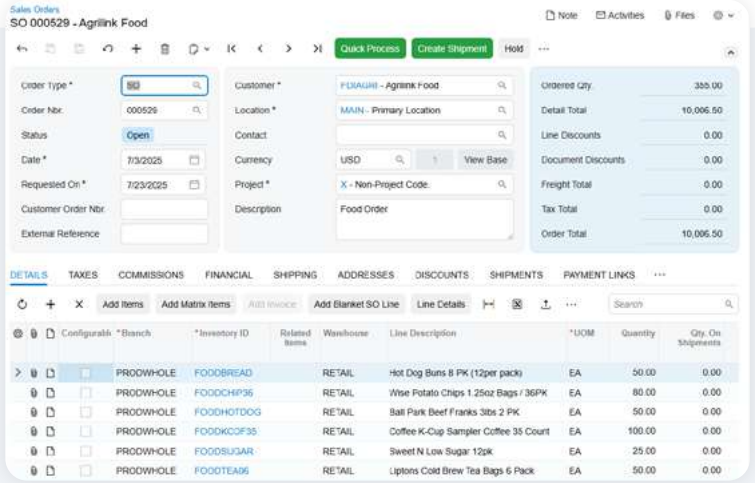 Sales Orders
SO 000529 - Agrilink Food
Note Activities Files
Quick Process Create Shipment Hold
Order Type * SO Customer * - Agrilink Food Ordered Qty. 355.00
Order Nbr. 000529 Location * MAIN - Primary Location Detail Total 10,006.50
Status Open Contact Line Discounts 0.00
Date * 7/3/2025 Currency USD 1 View Base Document Discounts 0.00
Requested On * 7/23/2025 Project * X - Non-Project Code. Freight Total 0.00
Customer Order Nbr. Description Food Order Tax Total 0.00
External Reference Order Total 10,006.50
DETAILS TAXES COMMISSIONS FINANCIAL SHIPPING ADDRESSES DISCOUNTS SHIPMENTS PAYMENT LINKS
Add Items Add Matrix Items Add Invoice Add Blanket SO Line Line Details Search
Configurable *Branch *Inventory ID Related Items Warehouse Line Description *UOM Quantity Qty. On Shipments
PRODWHOLE FOODBREAD RETAIL Hot Dog Buns 8 PK (12per pack) EA 50.00 0.00
PRODWHOLE FOODCHIP36 RETAIL Wise Potato Chips 1.25oz Bags / 36PK EA 80.00 0.00
PRODWHOLE FOODHOTDOG RETAIL Ball Park Beef Franks 3lbs 2 PK EA 50.00 0.00
PRODWHOLE FOODKCOF35 RETAIL Coffee K-Cup Sampler Coffee 35 Count EA 100.00 0.00
PRODWHOLE FOODSUGAR RETAIL Sweet N Low Sugar 12pk EA 25.00 0.00
PRODWHOLE FOODTEA06 RETAIL Liptons Cold Brew Tea Bags 6 Pack EA 50.00 0.00